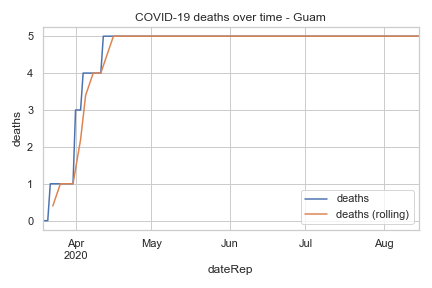 COVID-19 deaths over time - Guam
5
4
3
2
1
0
deaths
deaths
deaths (rolling)
Apr
2020
May
Jun
Jul
Aug
dateRep